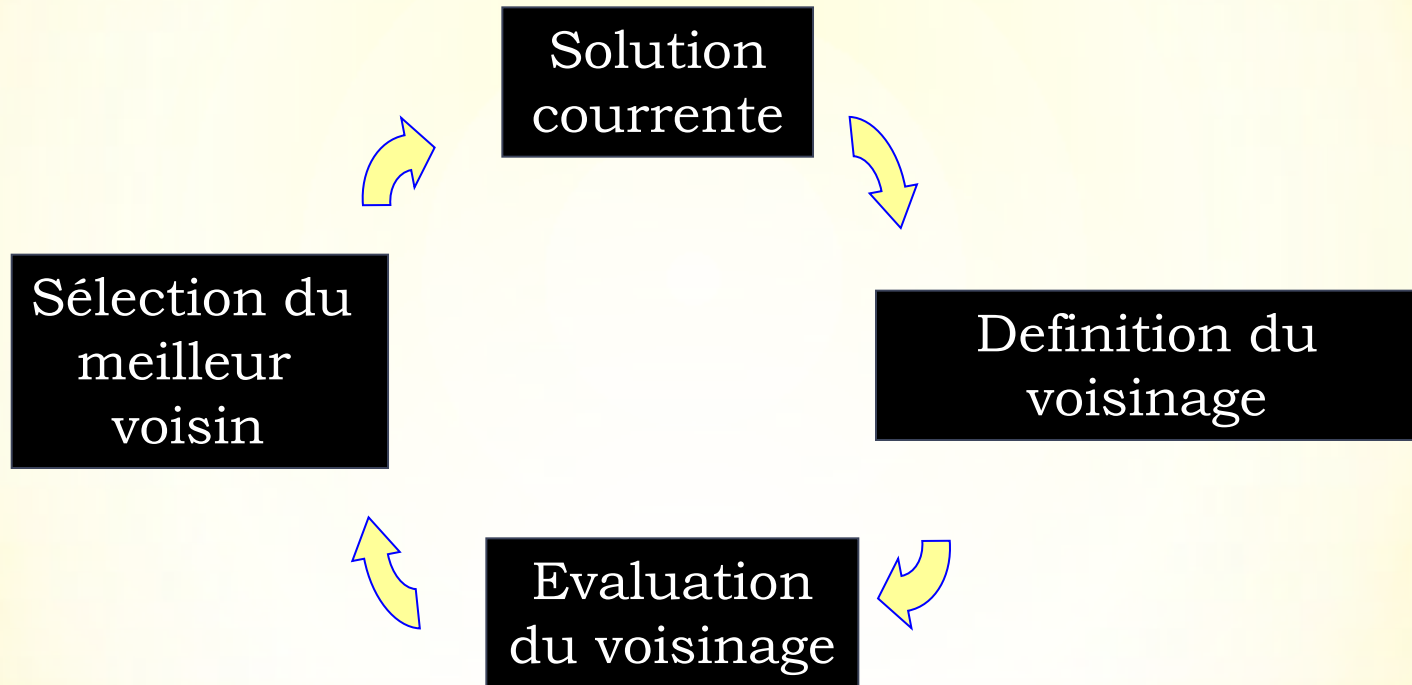 Solution
courrente
Definition du
voisinage
Evaluation
du voisinage
Sélection du
meilleur
voisin